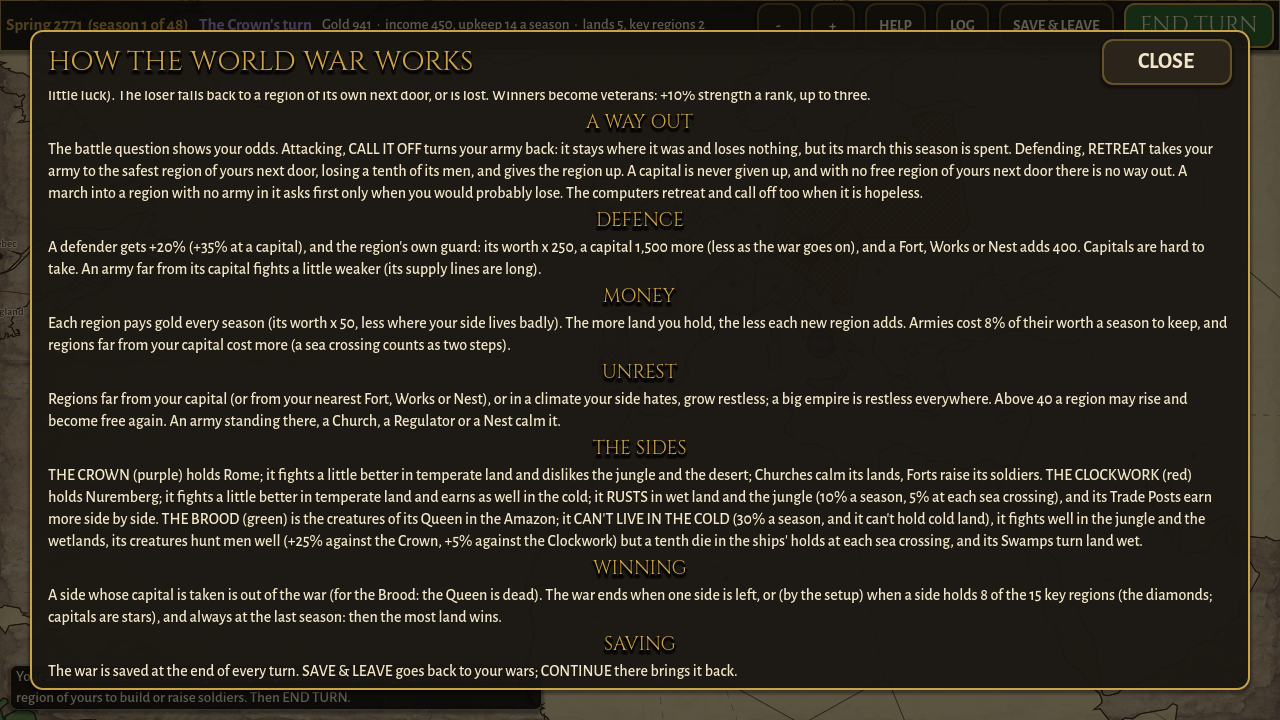 Spring 2771 (season 1 of 48) The Crown's turn Gold 941 · income 450, upkeep 14 a season · lands 5, key regions 2
- + HELP LOG SAVE & LEAVE END TURN
HOW THE WORLD WAR WORKS
CLOSE
little luck). The loser falls back to a region of its own next door, or is lost. Winners become veterans: +10% strength a rank, up to three.
A WAY OUT
The battle question shows your odds. Attacking, CALL IT OFF turns your army back: it stays where it was and loses nothing, but its march this season is spent. Defending, RETREAT takes your
army to the safest region of yours next door, losing a tenth of its men, and gives the region up. A capital is never given up, and with no free region of yours next door there is no way out. A
march into a region with no army in it asks first only when you would probably lose. The computers retreat and call off too when it is hopeless.
DEFENCE
A defender gets +20% (+35% at a capital), and the region's own guard: its worth x 250, a capital 1,500 more (less as the war goes on), and a Fort, Works or Nest adds 400. Capitals are hard to
take. An army far from its capital fights a little weaker (its supply lines are long).
MONEY
Each region pays gold every season (its worth x 50, less where your side lives badly). The more land you hold, the less each new region adds. Armies cost 8% of their worth a season to keep, and
regions far from your capital cost more (a sea crossing counts as two steps).
UNREST
Regions far from your capital (or from your nearest Fort, Works or Nest), or in a climate your side hates, grow restless; a big empire is restless everywhere. Above 40 a region may rise and
become free again. An army standing there, a Church, a Regulator or a Nest calm it.
THE SIDES
THE CROWN (purple) holds Rome; it fights a little better in temperate land and dislikes the jungle and the desert; Churches calm its lands, Forts raise its soldiers. THE CLOCKWORK (red)
holds Nuremberg; it fights a little better in temperate land and earns as well in the cold; it RUSTS in wet land and the jungle (10% a season, 5% at each sea crossing), and its Trade Posts earn
more side by side. THE BROOD (green) is the creatures of its Queen in the Amazon; it CAN'T LIVE IN THE COLD (30% a season, and it can't hold cold land), it fights well in the jungle and the
wetlands, its creatures hunt men well (+25% against the Crown, +5% against the Clockwork) but a tenth die in the ships' holds at each sea crossing, and its Swamps turn land wet.
WINNING
A side whose capital is taken is out of the war (for the Brood: the Queen is dead). The war ends when one side is left, or (by the setup) when a side holds 8 of the 15 key regions (the diamonds;
capitals are stars), and always at the last season: then the most land wins.
SAVING
The war is saved at the end of every turn. SAVE & LEAVE goes back to your wars; CONTINUE there brings it back.
region of yours to build or raise soldiers. Then END TURN.